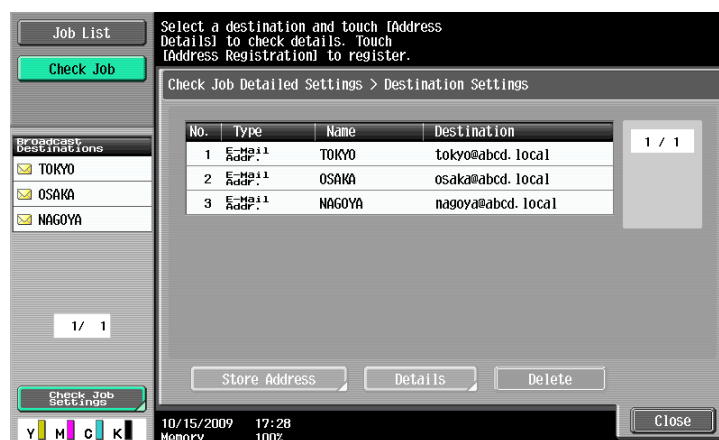 Job List
Check Job
Select a destination and touch [Address
Details] to check details. Touch
[Address Registration] to register.
Check Job Detailed Settings > Destination Settings
Broadcast
Destinations
TOKYO
OSAKA
NAGOYA
1/ 1
No. Type Name Destination
1 E-Mail Addr. TOKYO tokyo@abcd.local
2 E-Mail Addr. OSAKA osaka@abcd.local
3 E-Mail Addr. NAGOYA nagoya@abcd.local
1 / 1
Store Address Details Delete
Check Job
Settings
Y M C K
10/15/2009 17:28
Memory 100%
Close